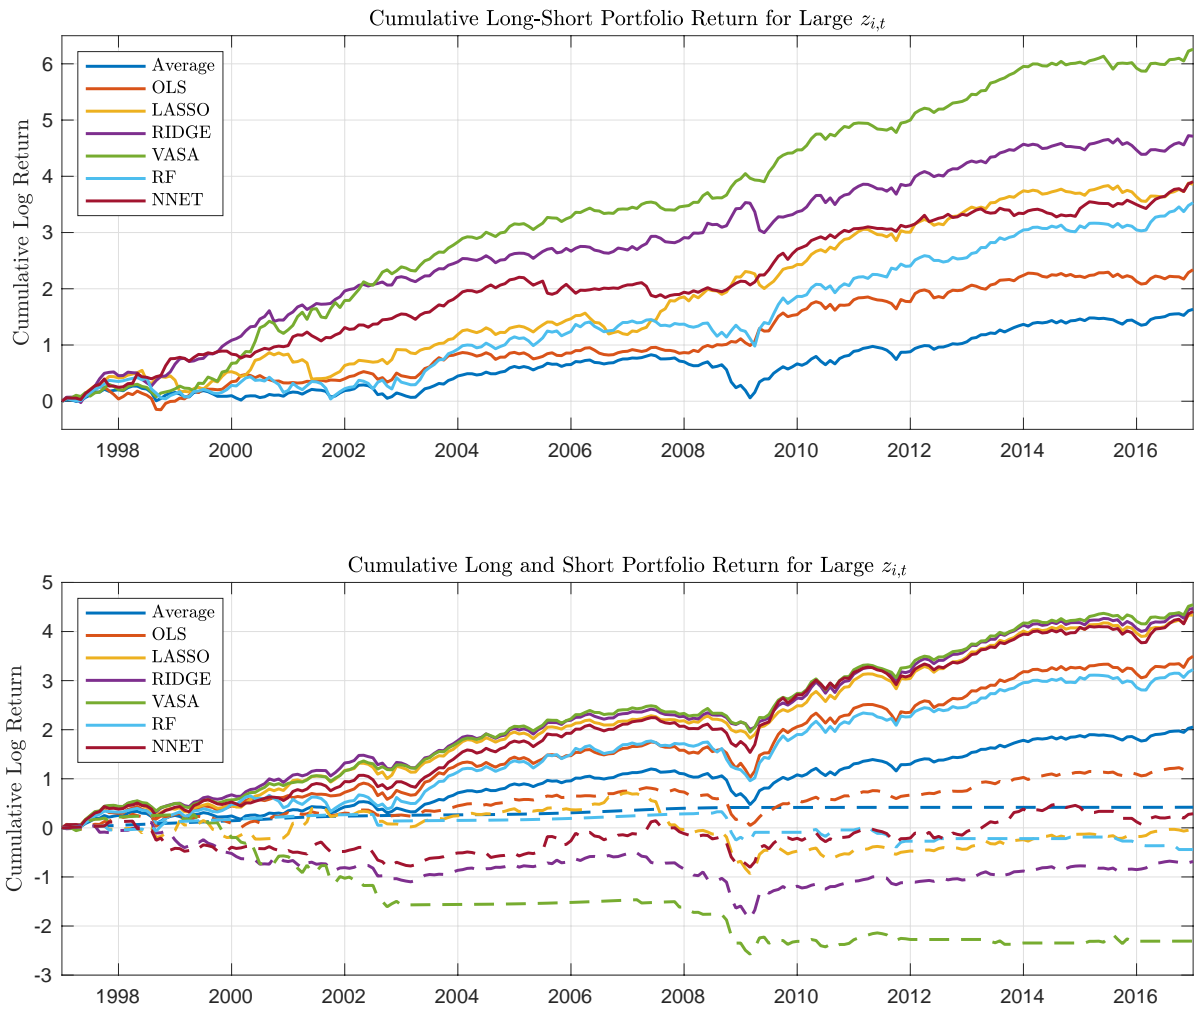 Cumulative Long-Short Portfolio Return for Large z_{i,t}
Cumulative Log Return
6
5
4
3
2
1
0
Average
OLS
LASSO
RIDGE
VASA
RF
NNET
1998 2000 2002 2004 2006 2008 2010 2012 2014 2016
Cumulative Long and Short Portfolio Return for Large z_{i,t}
Cumulative Log Return
5
4
3
2
1
0
-1
-2
-3
Average
OLS
LASSO
RIDGE
VASA
RF
NNET
1998 2000 2002 2004 2006 2008 2010 2012 2014 2016